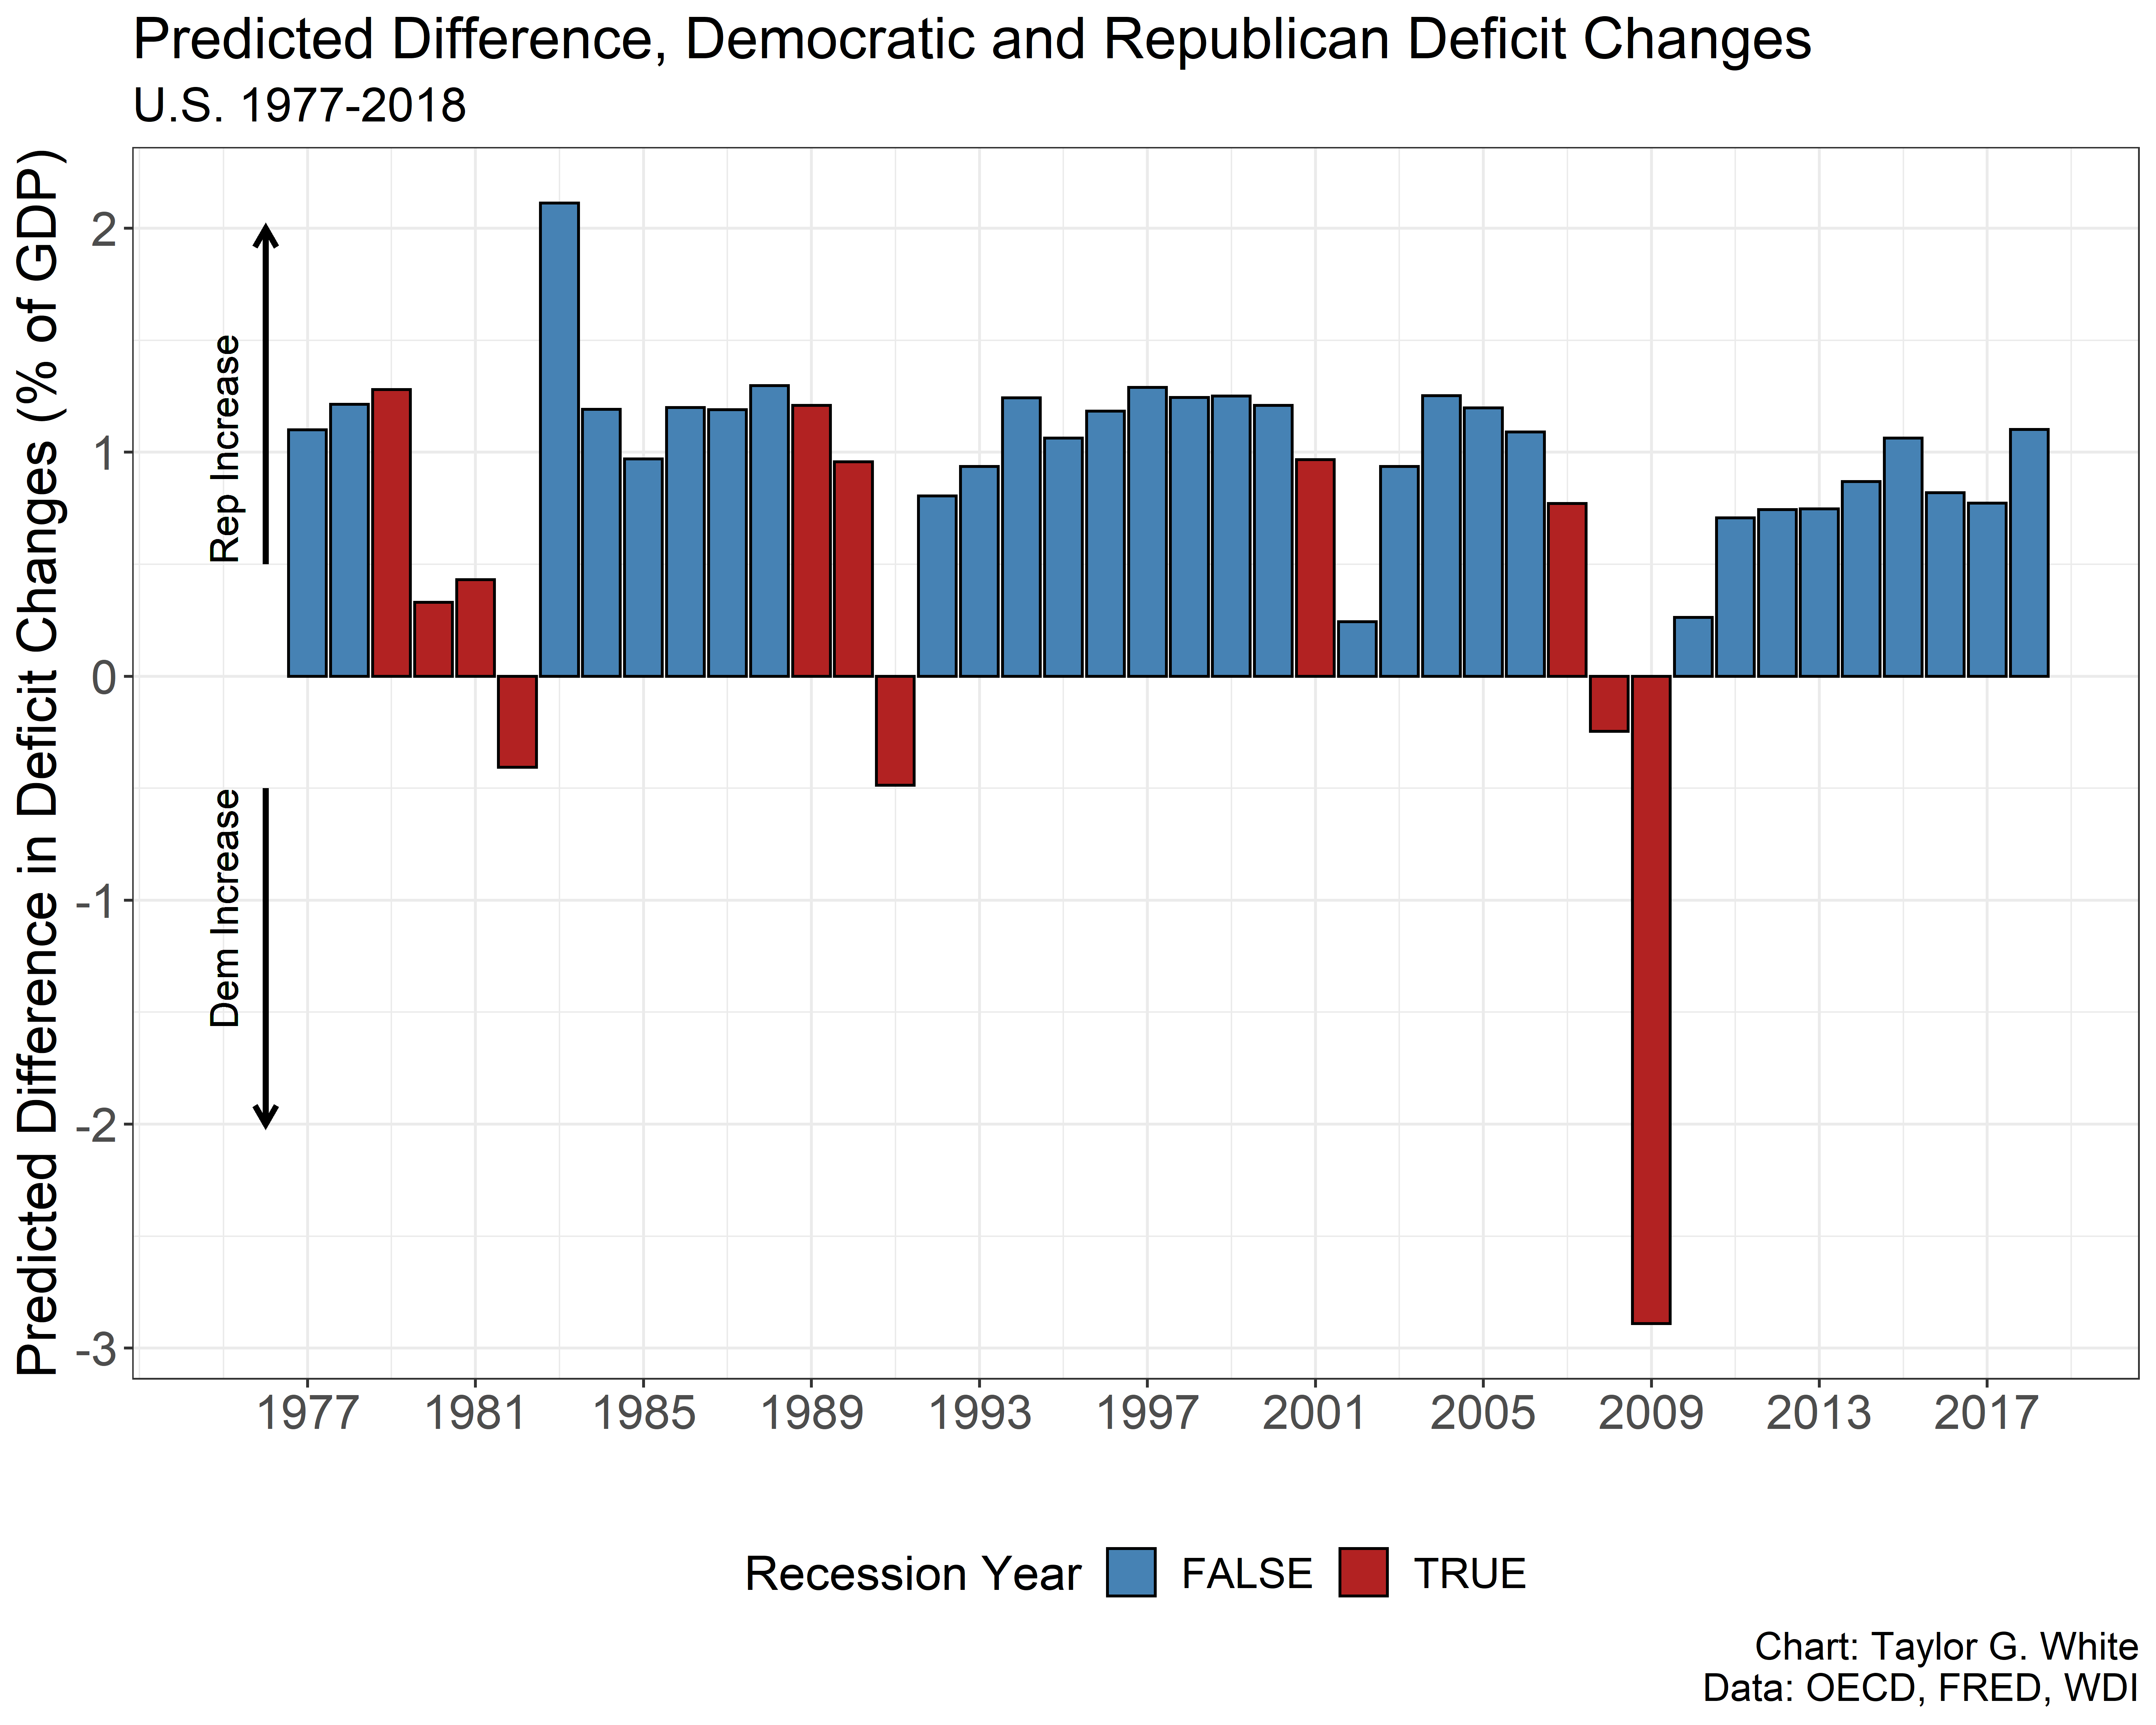 Predicted Difference, Democratic and Republican Deficit Changes
U.S. 1977-2018
Predicted Difference in Deficit Changes (% of GDP)
2
1
0
-1
-2
-3
Rep Increase
Dem Increase
1977 1981 1985 1989 1993 1997 2001 2005 2009 2013 2017
Recession Year FALSE TRUE
Chart: Taylor G. White
Data: OECD, FRED, WDI